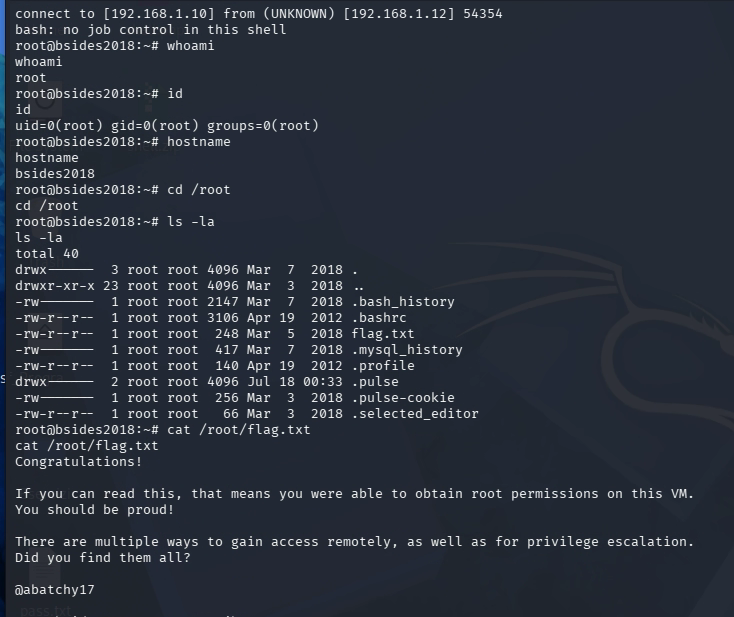 connect to [192.168.1.10] from (UNKNOWN) [192.168.1.12] 54354
bash: no job control in this shell
root@bsides2018:~# whoami
whoami
root
root@bsides2018:~# id
id
uid=0(root) gid=0(root) groups=0(root)
root@bsides2018:~# hostname
hostname
bsides2018
root@bsides2018:~# cd /root
cd /root
root@bsides2018:~# ls -la
ls -la
total 40
drwx------  3 root root 4096 Mar  7  2018 .
drwxr-xr-x 23 root root 4096 Mar  3  2018 ..
-rw-------  1 root root 2147 Mar  7  2018 .bash_history
-rw-r--r--  1 root root 3106 Apr 19  2012 .bashrc
-rw-r--r--  1 root root  248 Mar  5  2018 flag.txt
-rw-------  1 root root  417 Mar  7  2018 .mysql_history
-rw-r--r--  1 root root  140 Apr 19  2012 .profile
drwx------  2 root root 4096 Jul 18 00:33 .pulse
-rw-------  1 root root  256 Mar  3  2018 .pulse-cookie
-rw-r--r--  1 root root   66 Mar  3  2018 .selected_editor
root@bsides2018:~# cat /root/flag.txt
cat /root/flag.txt
Congratulations!
If you can read this, that means you were able to obtain root permissions on this VM.
You should be proud!
There are multiple ways to gain access remotely, as well as for privilege escalation.
Did you find them all?
@abatchy17
pass.txt